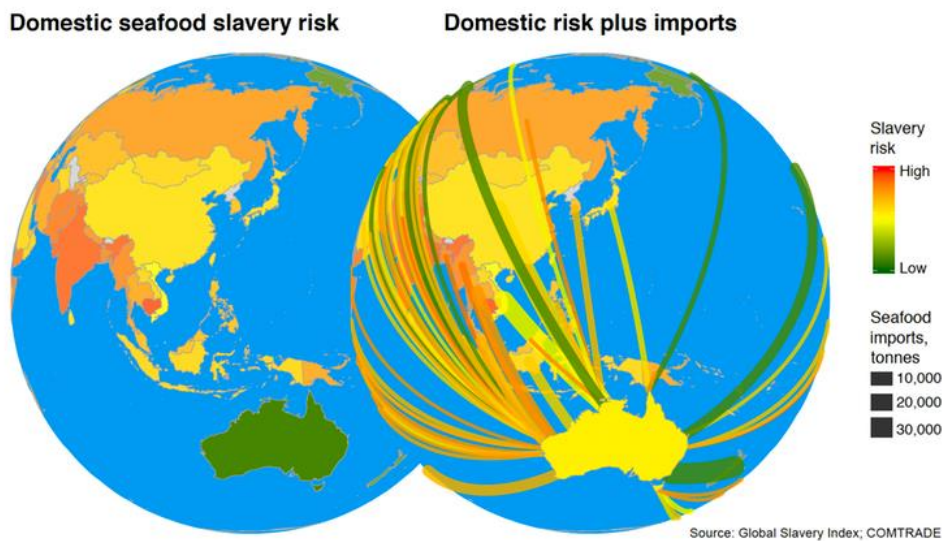 Domestic seafood slavery risk
Domestic risk plus imports
Slavery
risk
High
Low
Seafood
imports,
tonnes
10,000
20,000
30,000
Source: Global Slavery Index; COMTRADE